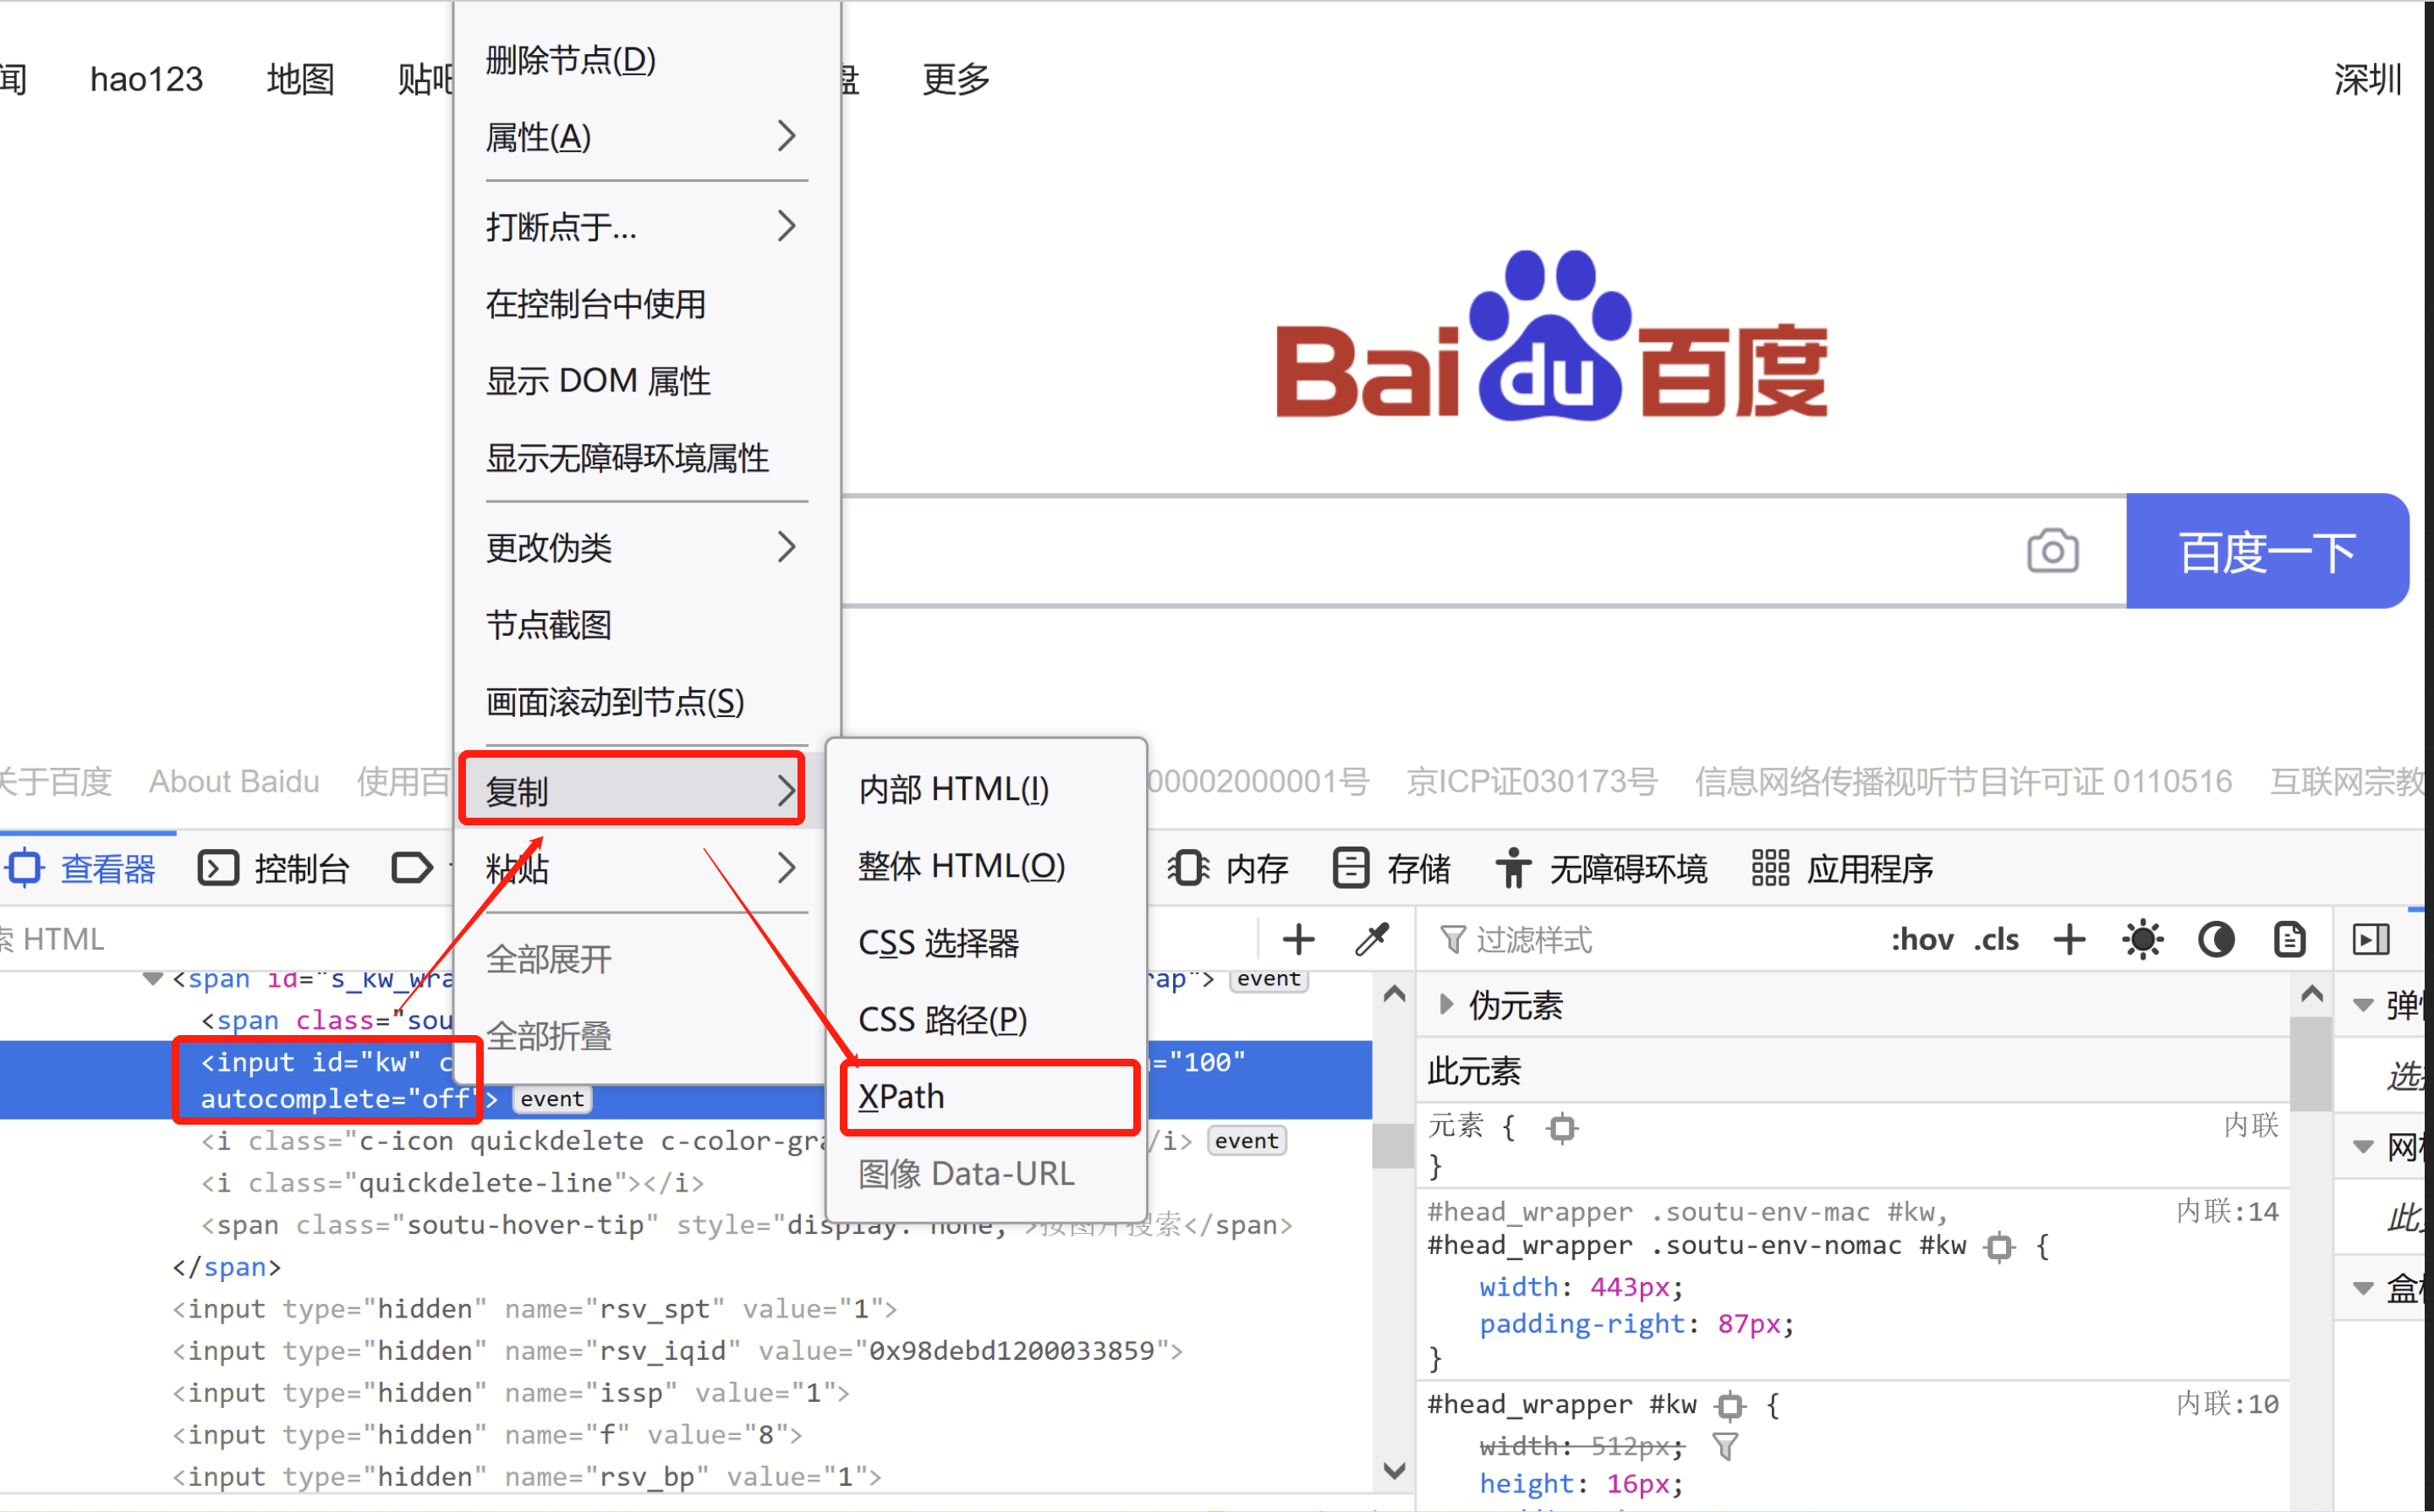 闻 hao123 地图 贴吧 盘 更多 深圳
删除节点(D)
属性(A)
打断点于...
在控制台中使用
显示 DOM 属性
显示无障碍环境属性
更改伪类
节点截图
画面滚动到节点(S)
复制
粘贴
全部展开
全部折叠
内部 HTML(I)
整体 HTML(O)
CSS 选择器
CSS 路径(P)
XPath
图像 Data-URL
Bai du 百度
百度一下
关于百度 About Baidu 使用百 00002000001号 京ICP证030173号 信息网络传播视听节目许可证 0110516 互联网宗教
查看器 控制台 内存 存储 无障碍环境 应用程序
索 HTML
<span id="s_kw_wra rap"> event
<span class="sou
<input id="kw" c ="100"
autocomplete="off"> event
<i class="c-icon quickdelete c-color-gra /i> event
<i class="quickdelete-line"></i>
<span class="soutu-hover-tip" style="display: none;">按图片搜索</span>
</span>
<input type="hidden" name="rsv_spt" value="1">
<input type="hidden" name="rsv_iqid" value="0x98debd1200033859">
<input type="hidden" name="issp" value="1">
<input type="hidden" name="f" value="8">
<input type="hidden" name="rsv_bp" value="1">
过滤样式 :hov .cls
伪元素
此元素
元素 { 内联
}
#head_wrapper .soutu-env-mac #kw, 内联:14
#head_wrapper .soutu-env-nomac #kw {
width: 443px;
padding-right: 87px;
}
#head_wrapper #kw { 内联:10
width: 512px;
height: 16px;
弹
选
网
此
盒